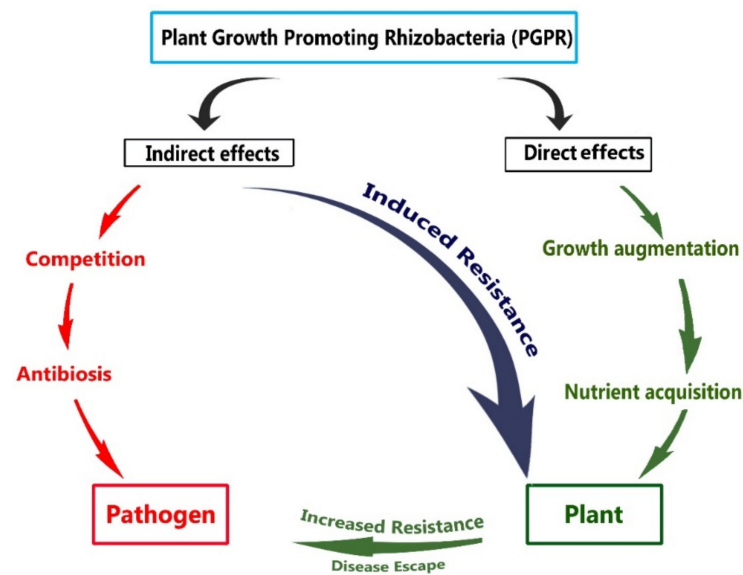 Plant Growth Promoting Rhizobacteria (PGPR)
Indirect effects
Direct effects
Induced Resistance
Competition
Growth augmentation
Antibiosis
Nutrient acquisition
Pathogen
Plant
Increased Resistance
Disease Escape